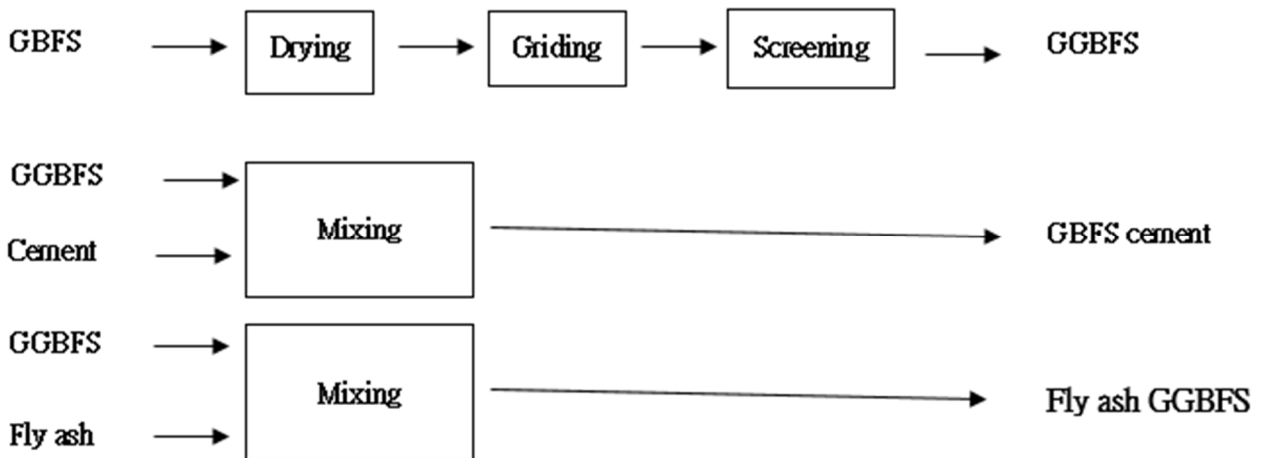 GBFS Drying Griding Screening GGBFS
GGBFS
Mixing
Cement
GBFS cement
GGBFS
Mixing
Fly ash
Fly ash GGBFS